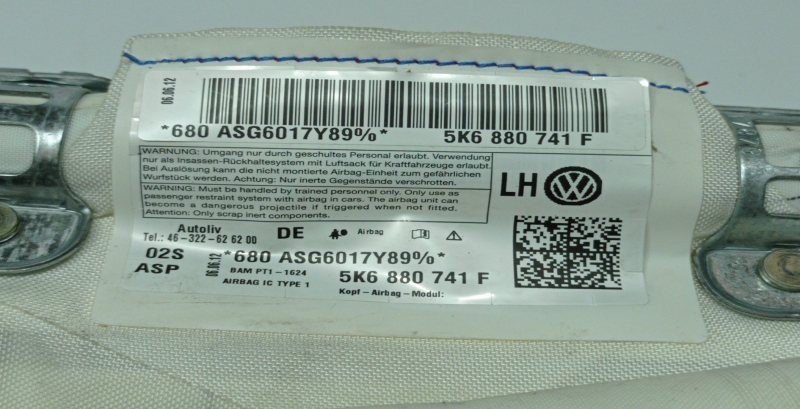 06.06.12
*680 ASG6017Y89%* 5K6 880 741 F
WARNUNG: Umgang nur durch geschultes Personal erlaubt. Verwendung
nur als Insassen-Rückhaltesystem mit Luftsack für Kraftfahrzeuge erlaubt.
Bei Auslösung kann die nicht montierte Airbag-Einheit zum gefährlichen
Wurfstück werden. Achtung: Nur inerte Gegenstände verschrotten.
WARNING: Must be handled by trained personnel only. Only use as
passenger restraint system with airbag in cars. The airbag unit can
become a dangerous projectile if triggered when not fitted.
Attention: Only scrap inert components.
LH
Autoliv
Tel.: 46-322-62 62 00
DE Airbag
02S
ASP
06.06.12
*680 ASG6017Y89%*
BAM PT1-1624
AIRBAG IC TYPE 1
5K6 880 741 F
Kopf-Airbag-Modul: